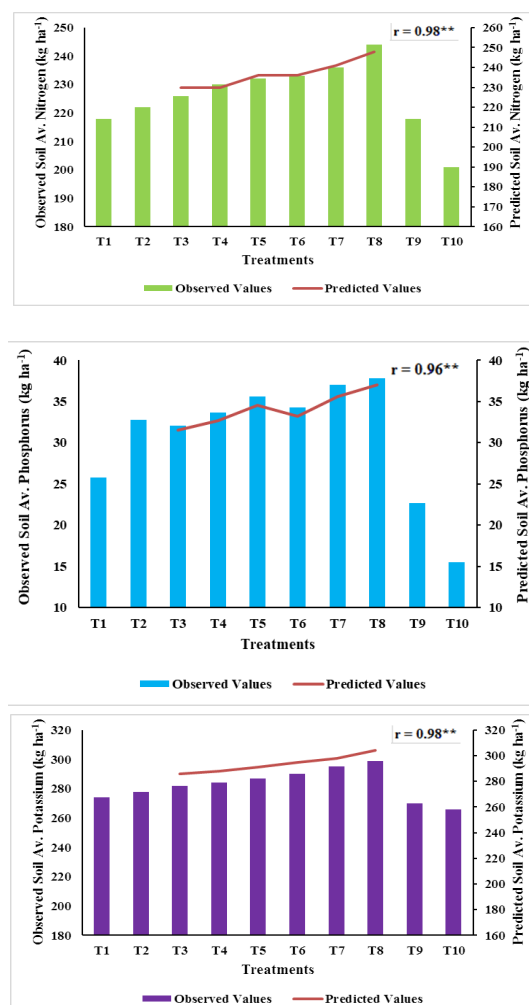 r = 0.98**
Observed Soil Av. Nitrogen (kg ha-1)
250
240
230
220
210
200
190
180
260
250
240
230
220
210
200
190
180
170
160
Predicted Soil Av. Nitrogen (kg ha-1)
T1 T2 T3 T4 T5 T6 T7 T8 T9 T10
Treatments
Observed Values Predicted Values
r = 0.96**
Observed Soil Av. Phosphorus (kg ha-1)
40
35
30
25
20
15
10
40
35
30
25
20
15
10
Predicted Soil Av. Phosphorus (kg ha-1)
T1 T2 T3 T4 T5 T6 T7 T8 T9 T10
Treatments
Observed Values Predicted Values
r = 0.98**
Observed Soil Av. Potassium (kg ha-1)
320
300
280
260
240
220
200
180
320
300
280
260
240
220
200
180
160
Predicted Soil Av. Potassium (kg ha-1)
T1 T2 T3 T4 T5 T6 T7 T8 T9 T10
Treatments
Observed Values Predicted Values